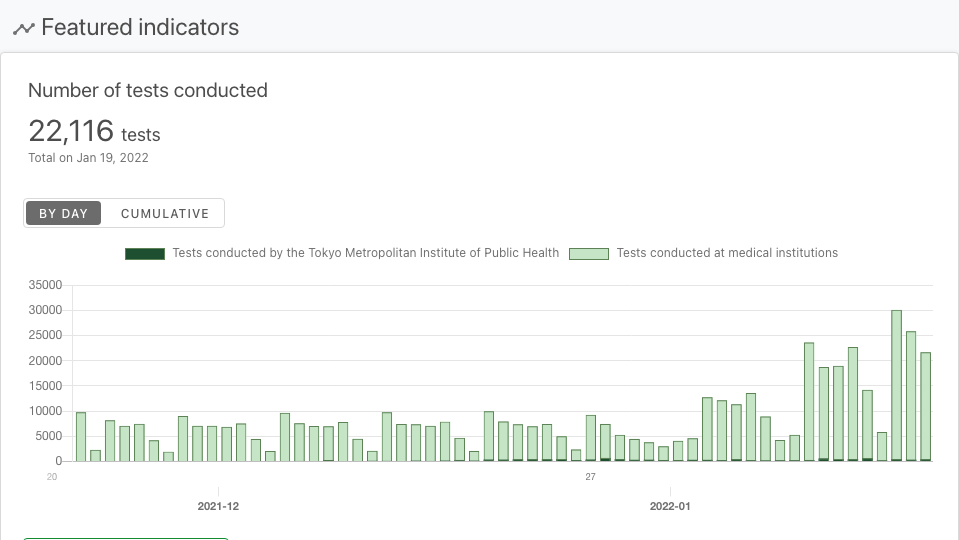 Featured indicators
Number of tests conducted
22,116 tests
Total on Jan 19, 2022
BY DAY CUMULATIVE
Tests conducted by the Tokyo Metropolitan Institute of Public Health Tests conducted at medical institutions
35000
30000
25000
20000
15000
10000
5000
0
20 27
2021-12 2022-01